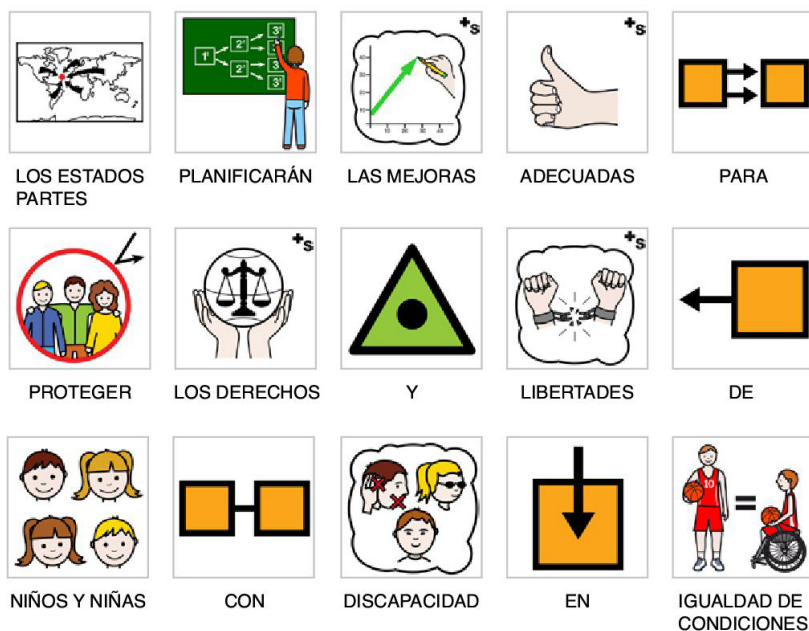 +s +s
LOS ESTADOS PLANIFICARÁN LAS MEJORAS ADECUADAS PARA
PARTES
+s +s
PROTEGER LOS DERECHOS Y LIBERTADES DE
10 =
NIÑOS Y NIÑAS CON DISCAPACIDAD EN IGUALDAD DE
CONDICIONES